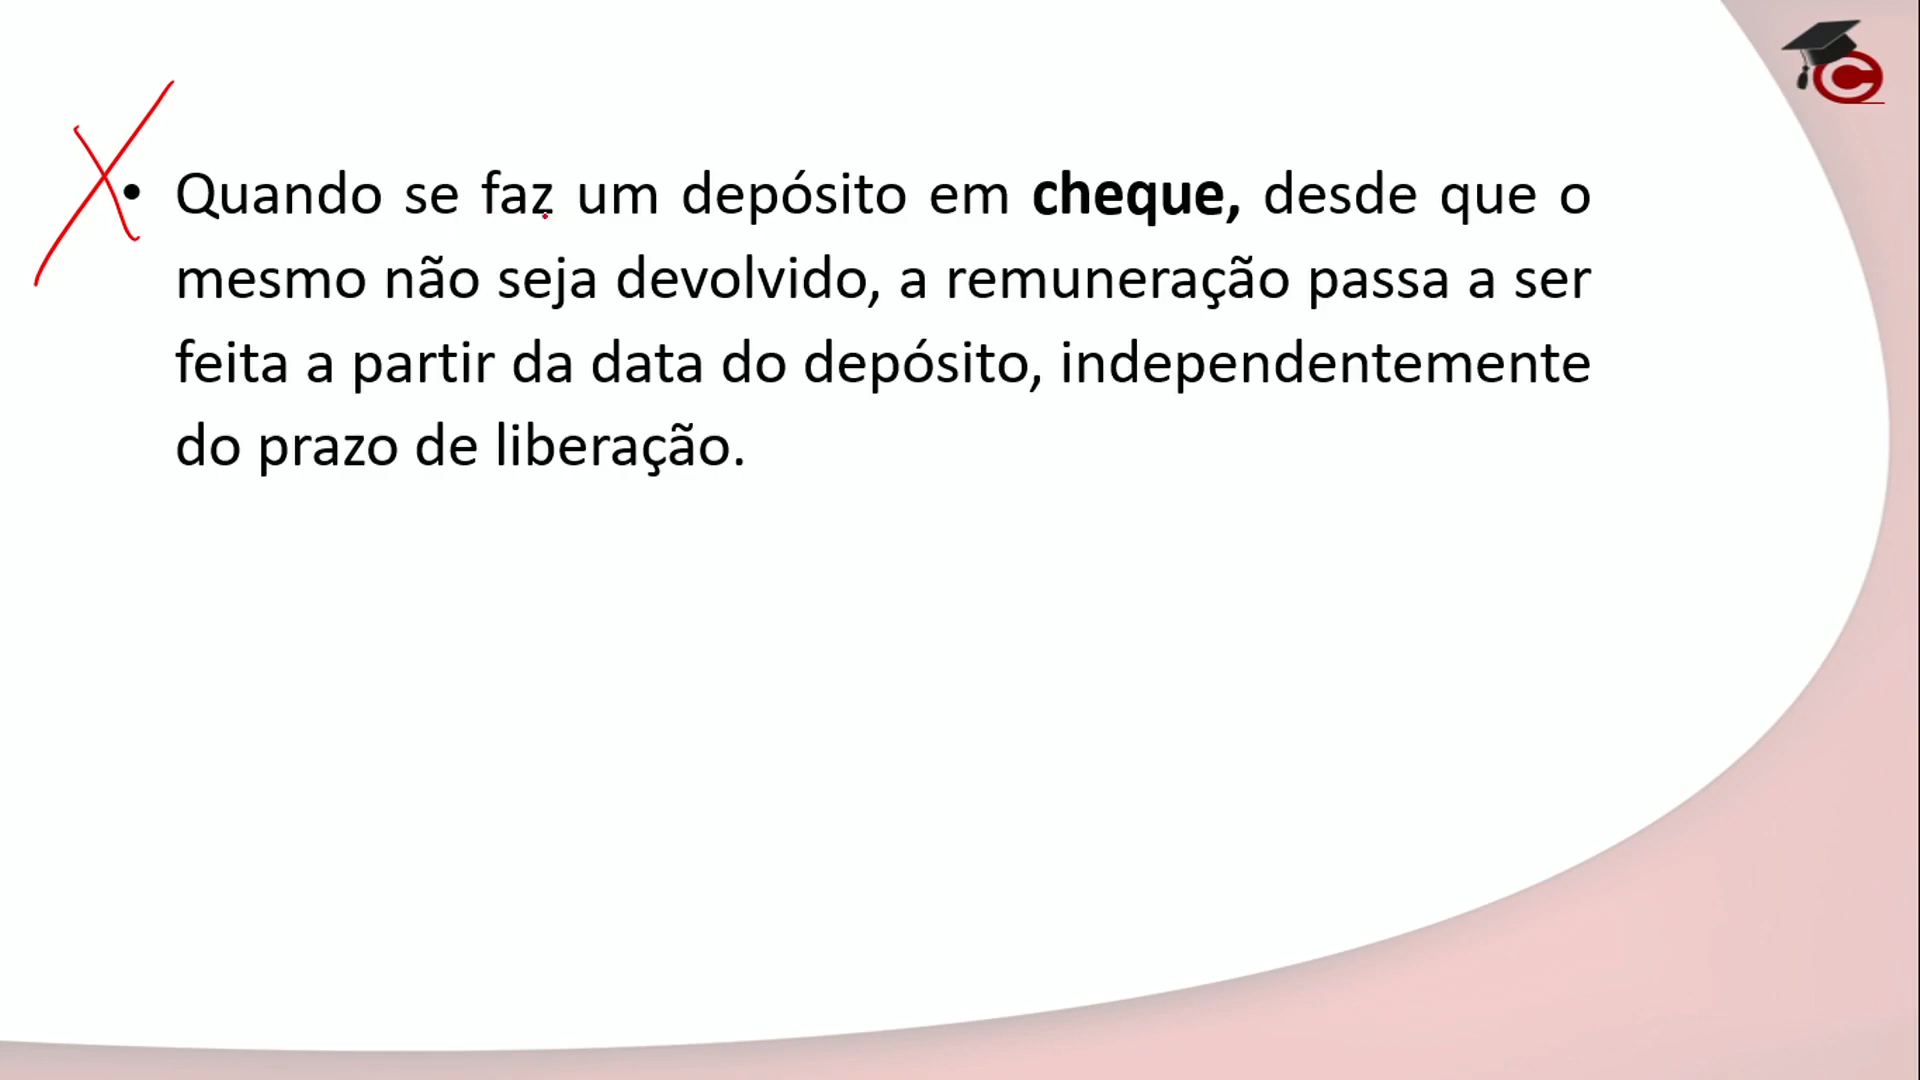 • Quando se faz um depósito em cheque, desde que o
mesmo não seja devolvido, a remuneração passa a ser
feita a partir da data do depósito, independentemente
do prazo de liberação.